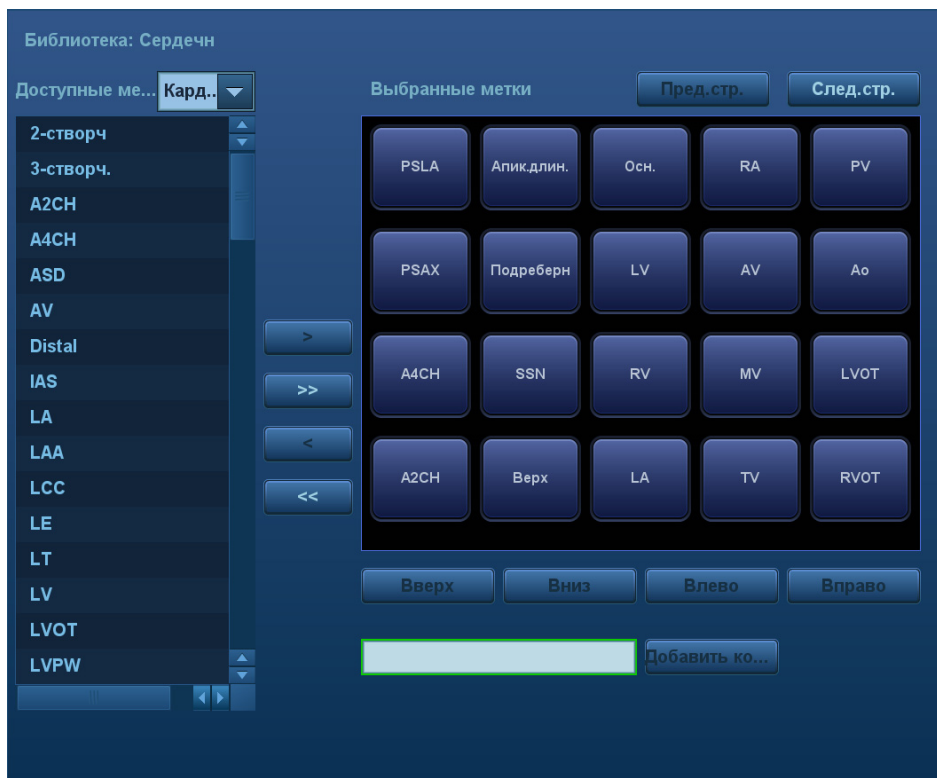 Библиотека: Сердечн
Доступные ме... Кард.. Выбранные метки Пред.стр. След.стр.
2-створч
3-створч.
A2CH
A4CH
ASD
AV
Distal
IAS
LA
LAA
LCC
LE
LT
LV
LVOT
LVPW
>
>>
<
<<
PSLA Апик.длин. Осн. RA PV
PSAX Подреберн LV AV Ao
A4CH SSN RV MV LVOT
A2CH Верх LA TV RVOT
Вверх Вниз Влево Вправо
Добавить ко...